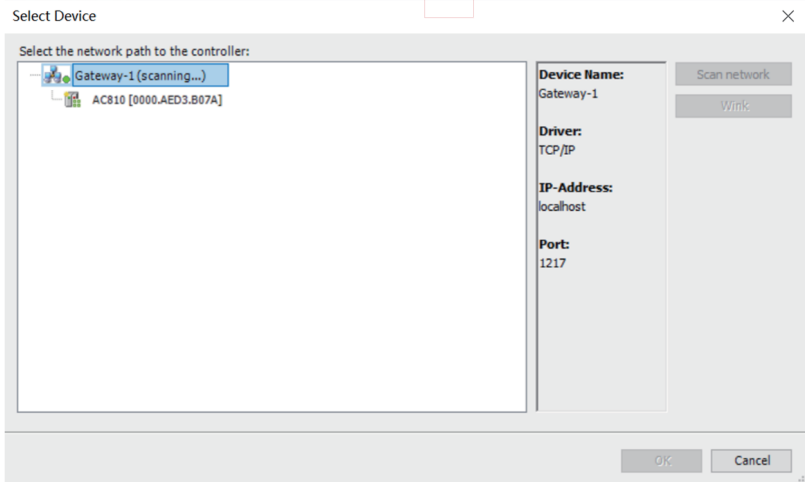 Select Device
Select the network path to the controller:
Gateway-1 (scanning...)
AC810 [0000.AED3.B07A]
Device Name:
Gateway-1
Driver:
TCP/IP
IP-Address:
localhost
Port:
1217
Scan network
Wink
OK
Cancel